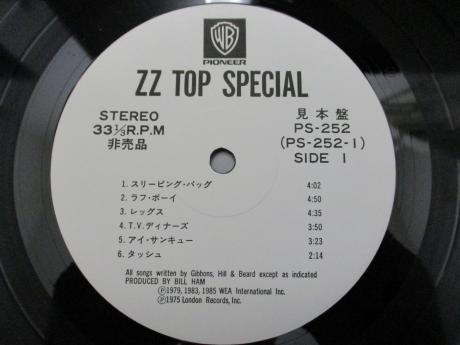 WB
PIONEER
ZZ TOP SPECIAL
STEREO
33⅓R.P.M
非売品
見本盤
PS-252
(PS-252-1)
SIDE 1
1. スリーピング・バッグ 4:02
2. ラフ・ボーイ 4:50
3. レッグス 4:35
4. T.V.ディナーズ 3:50
5. アイ・サンキュー 3:23
6. タッシュ 2:14
All songs written by Gibbons, Hill & Beard except as indicated
PRODUCED BY BILL HAM
Ⓟ1979, 1983, 1985 WEA International Inc.
Ⓟ1975 London Records, Inc.